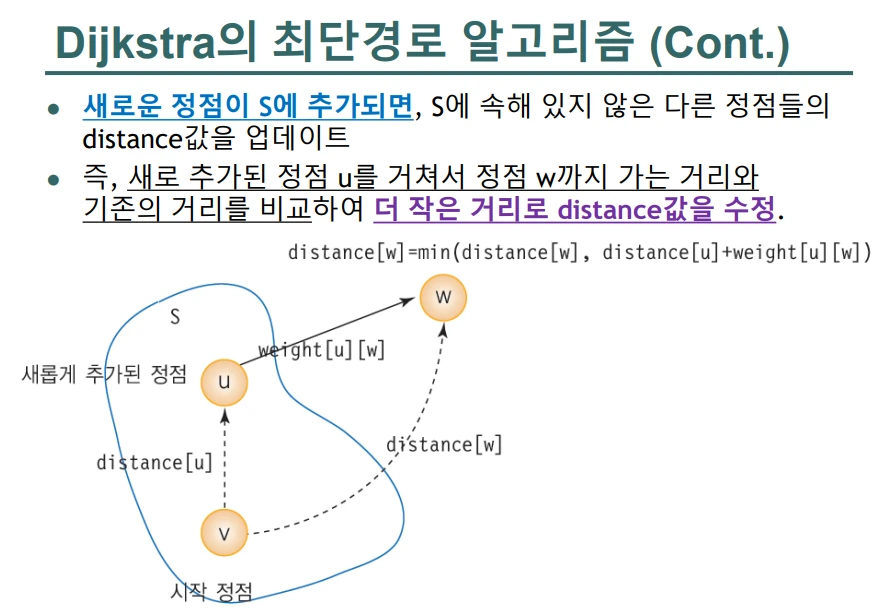 Dijkstra의 최단경로 알고리즘 (Cont.)
● 새로운 정점이 S에 추가되면, S에 속해 있지 않은 다른 정점들의
distance값을 업데이트
● 즉, 새로 추가된 정점 u를 거쳐서 정점 w까지 가는 거리와
기존의 거리를 비교하여 더 작은 거리로 distance값을 수정.
distance[w]=min(distance[w], distance[u]+weight[u][w])
w
S
weight[u][w]
새롭게 추가된 정점
u
distance[w]
distance[u]
v
시작 정점